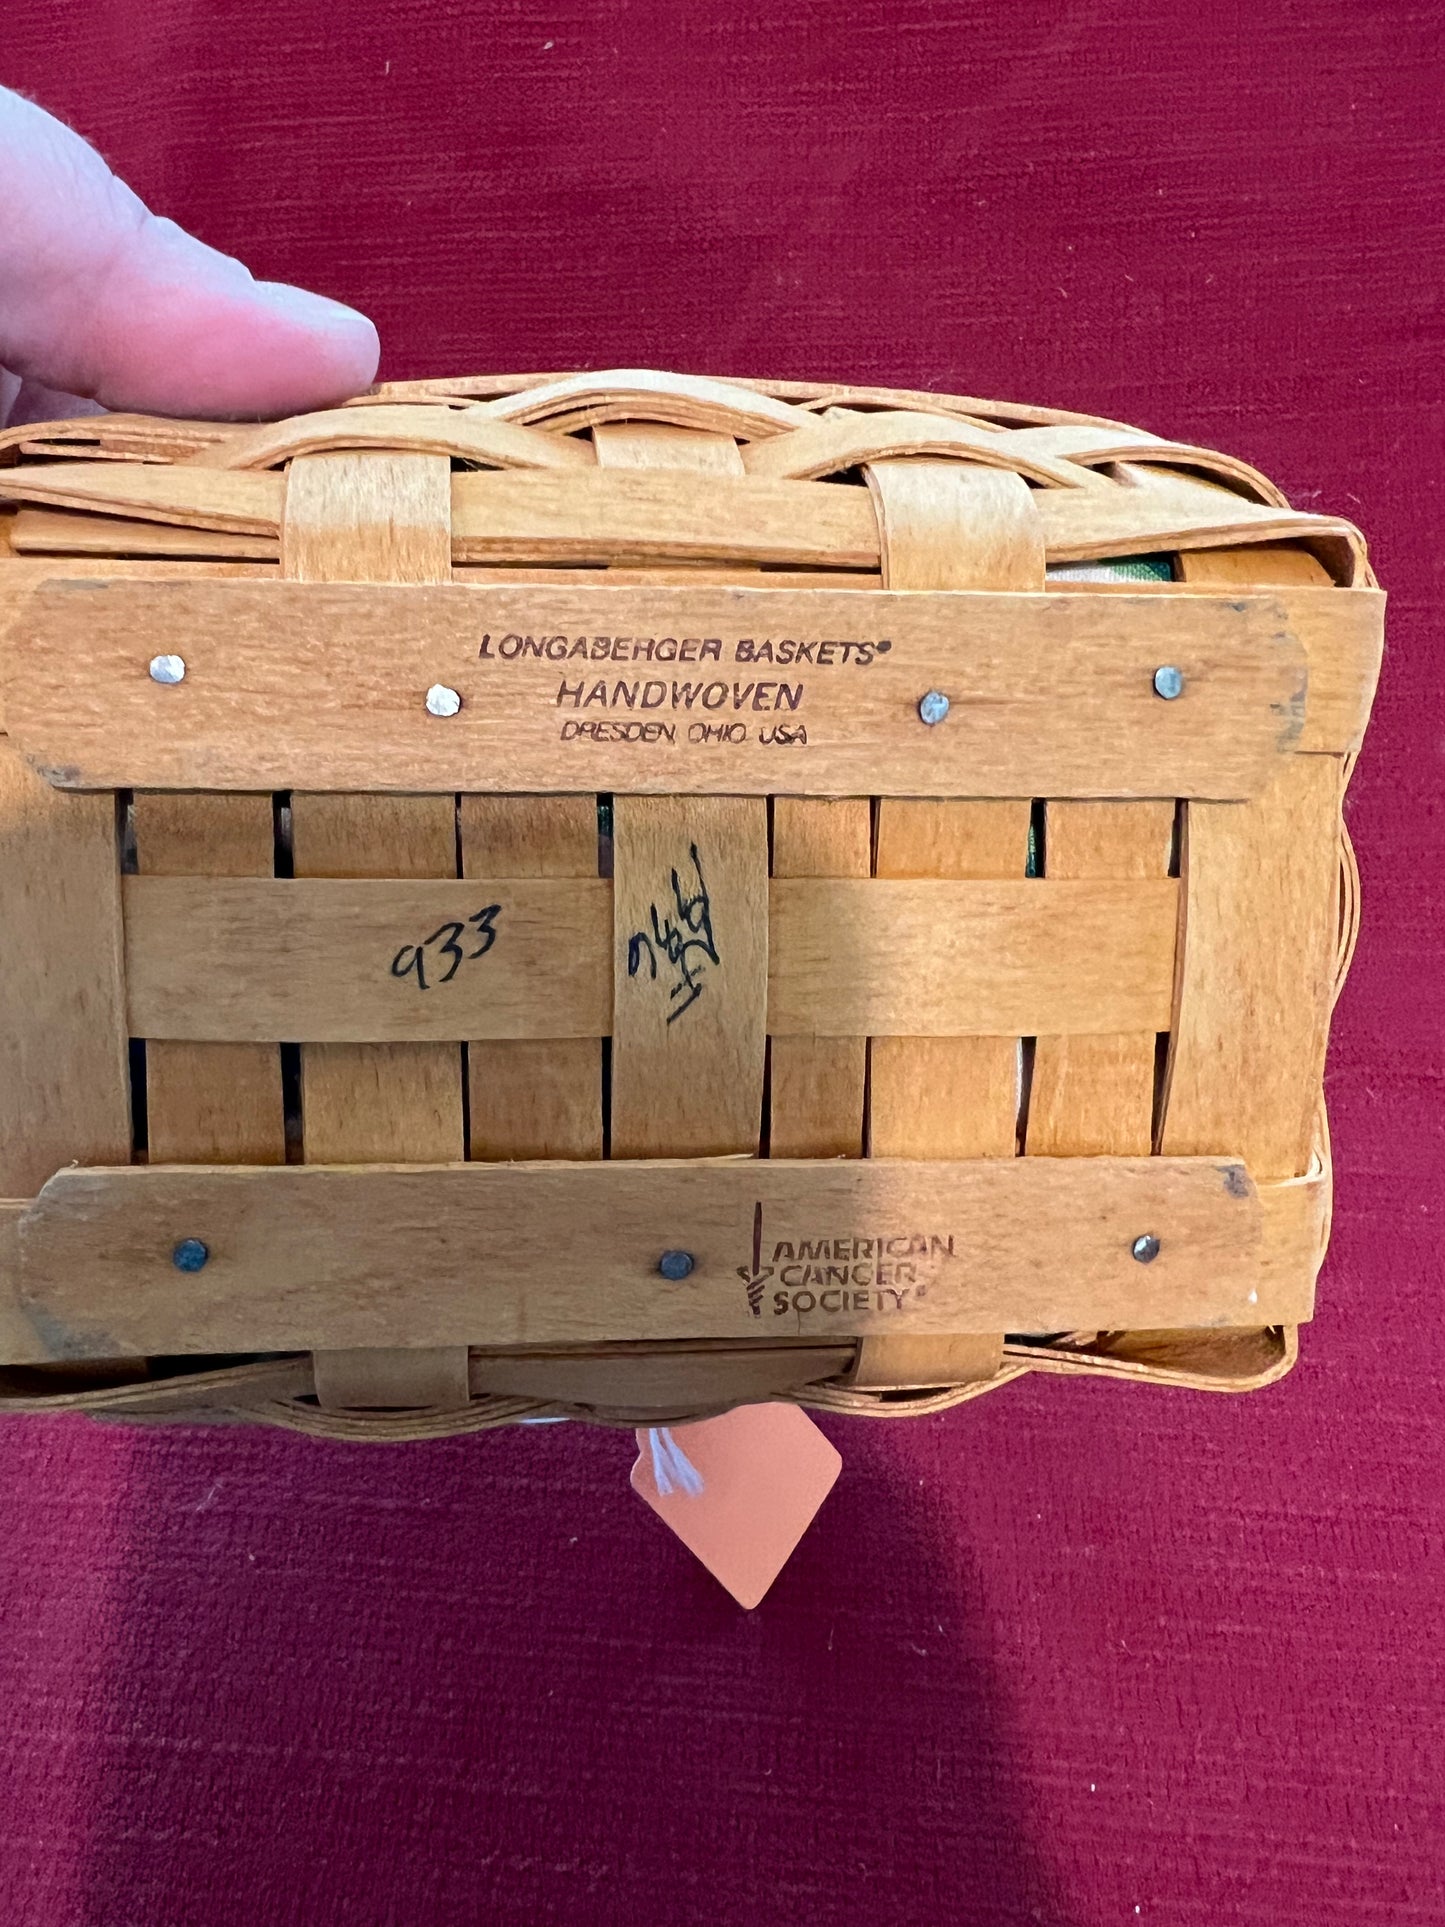 LONGABERGER BASKETS®
HANDWOVEN
DRESDEN, OHIO USA
933
AMERICAN
CANCER
SOCIETY®